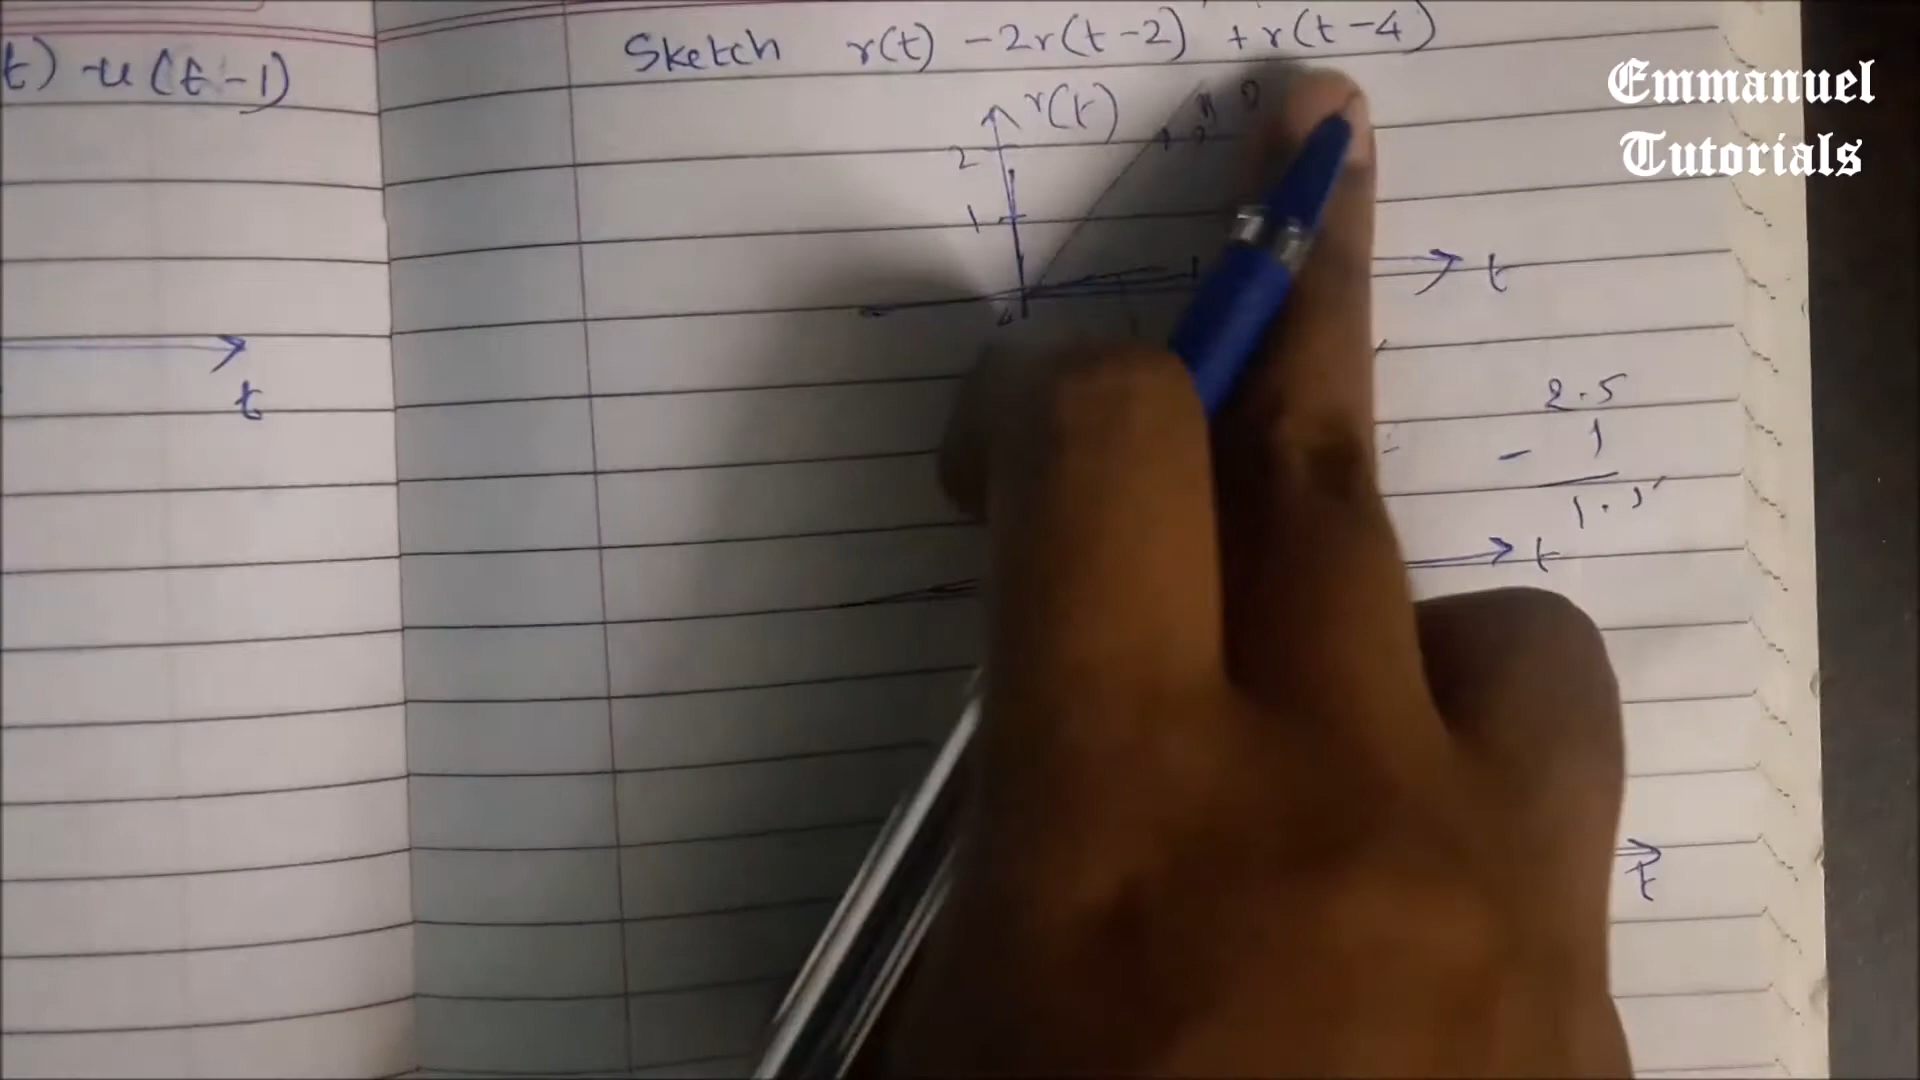 t) u(t-1)
t
Sketch r(t) -2r(t-2) +r(t-4)
r(t)
2
1
t
2.5
- 1
t
t
Emmanuel
Tutorials